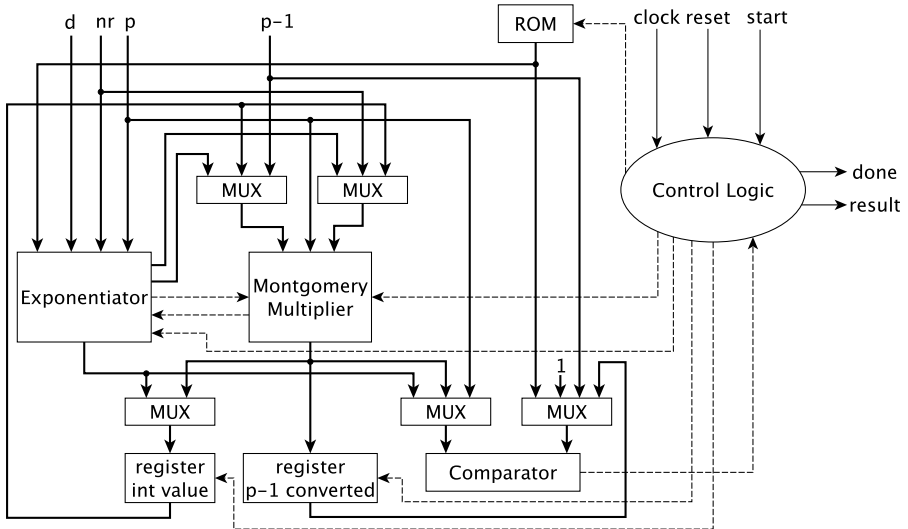 d nr p
p-1
ROM
clock reset start
MUX
MUX
Control Logic
done
result
Exponentiator
Montgomery
Multiplier
1
MUX
MUX
MUX
register
int value
register
p-1 converted
Comparator